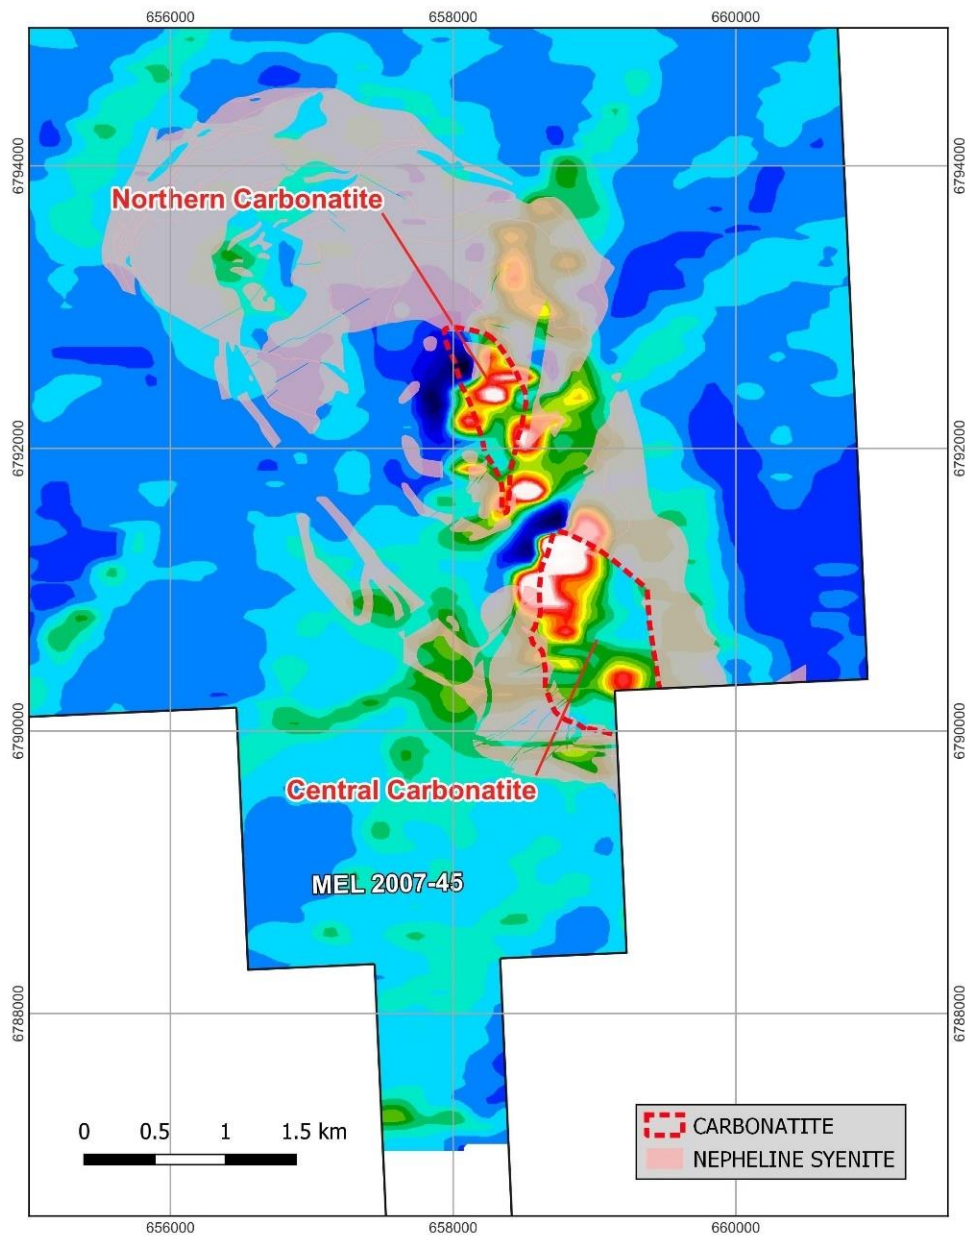 656000 658000 660000
6794000 6794000
Northern Carbonatite
6792000 6792000
6790000 6790000
Central Carbonatite
MEL 2007-45
6788000 6788000
0 0.5 1 1.5 km
CARBONATITE
NEPHELINE SYENITE
656000 658000 660000